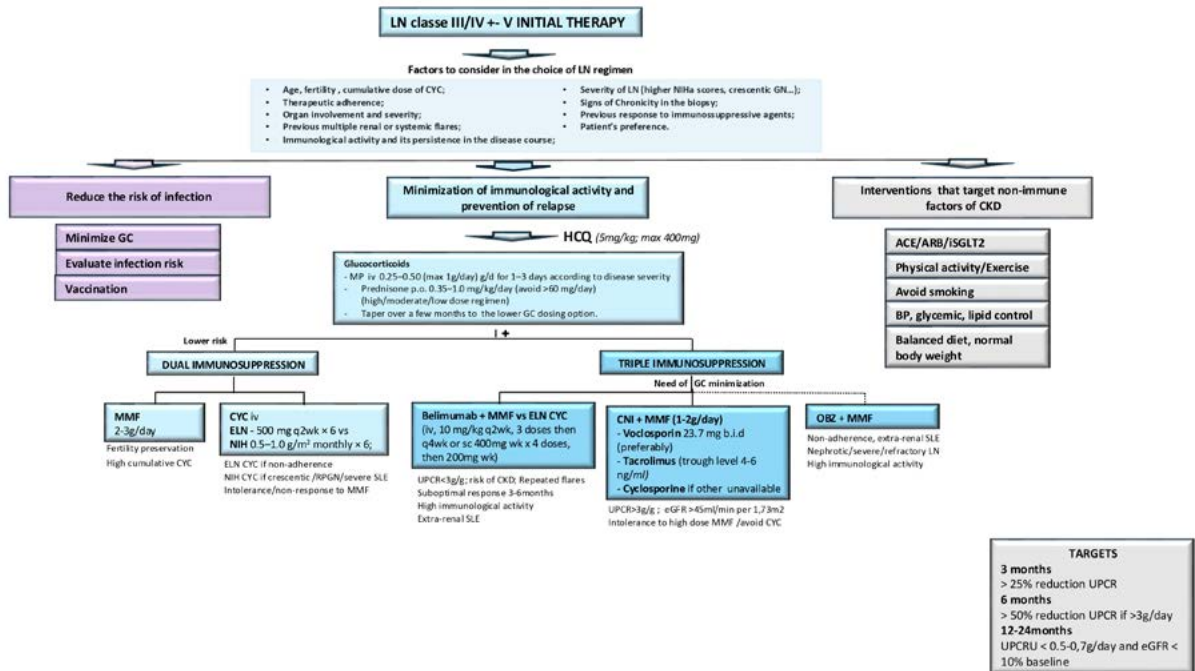 LN classe III/IV +- V INITIAL THERAPY
Factors to consider in the choice of LN regimen
• Age, fertility , cumulative dose of CYC;
• Therapeutic adherence;
• Organ involvement and severity;
• Previous multiple renal or systemic flares;
• Immunological activity and its persistence in the disease course;
• Severity of LN (higher NIHa scores, crescentic GN...);
• Signs of Chronicity in the biopsy;
• Previous response to immunossuppressive agents;
• Patient's preference.
Reduce the risk of infection
Minimize GC
Evaluate infection risk
Vaccination
Minimization of immunological activity and
prevention of relapse
HCQ (5mg/kg; max 400mg)
Glucocorticoids
- MP iv 0.25–0.50 (max 1g/day) g/d for 1–3 days according to disease severity
- Prednisone p.o. 0.35–1.0 mg/kg/day (avoid >60 mg/day)
(high/moderate/low dose regimen)
- Taper over a few months to the lower GC dosing option.
Interventions that target non-immune
factors of CKD
ACE/ARB/iSGLT2
Physical activity/Exercise
Avoid smoking
BP, glycemic, lipid control
Balanced diet, normal
body weight
+
Lower risk
DUAL IMMUNOSUPPRESSION
MMF
2-3g/day
Fertility preservation
High cumulative CYC
CYC iv
ELN - 500 mg q2wk × 6 vs
NIH 0.5–1.0 g/m² monthly × 6;
ELN CYC if non-adherence
NIH CYC if crescentic /RPGN/severe SLE
Intolerance/non-response to MMF
TRIPLE IMMUNOSUPPRESSION
Need of GC minimization
Belimumab + MMF vs ELN CYC
(iv, 10 mg/kg q2wk, 3 doses then
q4wk or sc 400mg wk x 4 doses,
then 200mg wk)
UPCR<3g/g; risk of CKD; Repeated flares
Suboptimal response 3-6months
High immunological activity
Extra-renal SLE
CNI + MMF (1-2g/day)
- Voclosporin 23.7 mg b.i.d
(preferably)
- Tacrolimus (trough level 4-6
ng/ml)
- Cyclosporine if other unavailable
UPCR>3g/g ; eGFR >45ml/min per 1,73m2
Intolerance to high dose MMF /avoid CYC
OBZ + MMF
Non-adherence, extra-renal SLE
Nephrotic/severe/refractory LN
High immunological activity
TARGETS
3 months
> 25% reduction UPCR
6 months
> 50% reduction UPCR if >3g/day
12-24months
UPCRU < 0.5-0,7g/day and eGFR <
10% baseline